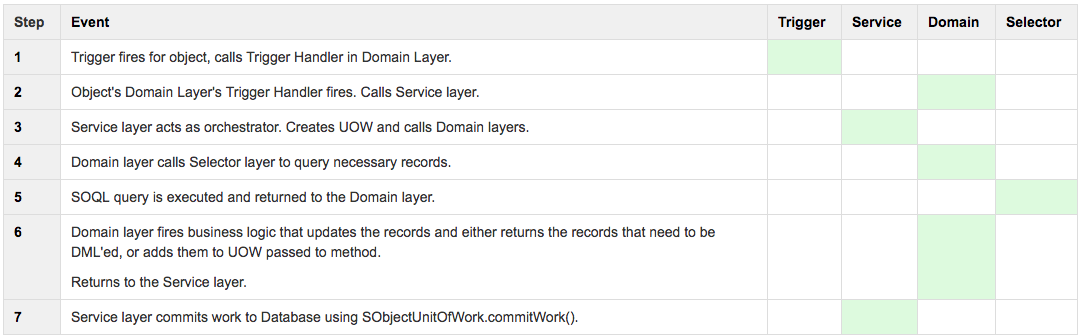 Step Event Trigger Service Domain Selector
1 Trigger fires for object, calls Trigger Handler in Domain Layer.
2 Object's Domain Layer's Trigger Handler fires. Calls Service layer.
3 Service layer acts as orchestrator. Creates UOW and calls Domain layers.
4 Domain layer calls Selector layer to query necessary records.
5 SOQL query is executed and returned to the Domain layer.
6 Domain layer fires business logic that updates the records and either returns the records that need to be
DML'ed, or adds them to UOW passed to method.
Returns to the Service layer.
7 Service layer commits work to Database using SObjectUnitOfWork.commitWork().